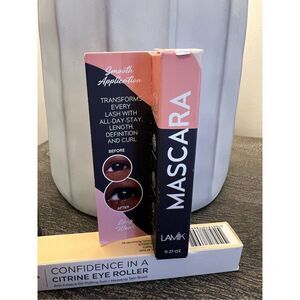 Smooth
Application
TRANSFORMS
EVERY
LASH WITH
ALL-DAY-STAY,
LENGTH,
DEFINITION
AND CURL
BEFORE
AFTER
MASCARA
LAMIK
0.27 OZ
CONFIDENCE IN A
CITRINE EYE ROLLER